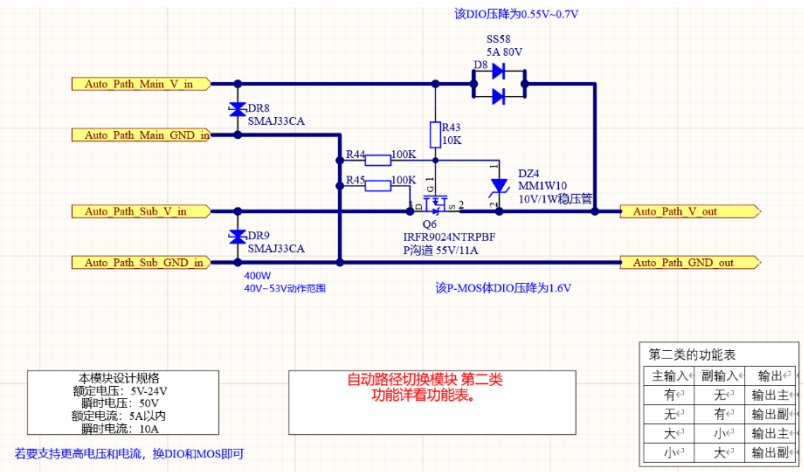 该DIO压降为0.55V~0.7V
SS58
5A 80V
D8
Auto_Path_Main_V_in
DR8
SMAJ33CA
Auto_Path_Main_GND_in
R43
10K
R44
100K
R45
100K
1
DZ4
MM1W10
10V/1W稳压管
2
G
1
D
3
S
2
Auto_Path_Sub_V_in
Auto_Path_V_out
Q6
IRFR9024NTRPBF
P沟道 55V/11A
DR9
SMAJ33CA
Auto_Path_Sub_GND_in
Auto_Path_GND_out
400W
40V~53V动作范围
该P-MOS体DIO压降为1.6V
本模块设计规格
额定电压：5V-24V
瞬时电压：50V
额定电流：5A以内
瞬时电流：10A
若要支持更高电压和电流，换DIO和MOS即可
自动路径切换模块 第二类
功能详看功能表。
第二类的功能表
主输入 副输入 输出
有 无 输出主
无 有 输出副
大 小 输出主
小 大 输出副